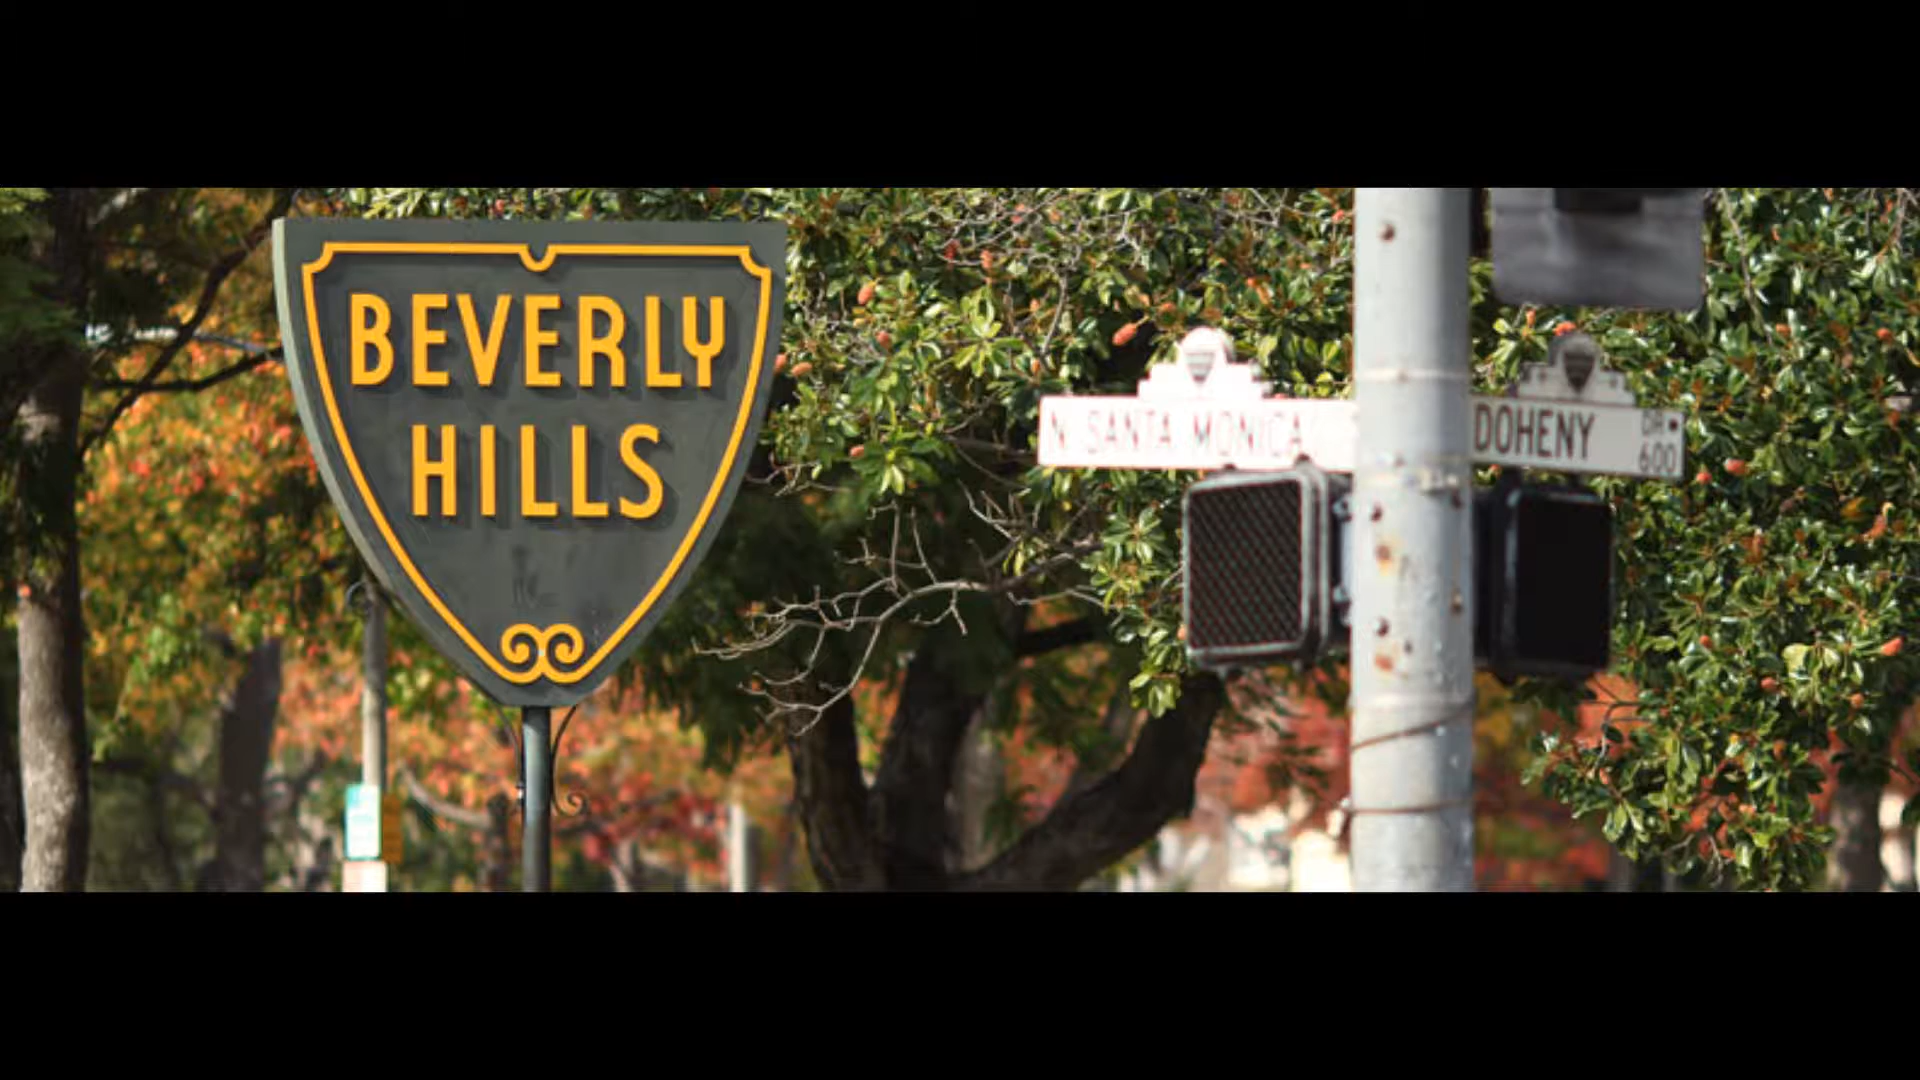 BEVERLY
HILLS
N SANTA MONICA
DOHENY DR
600